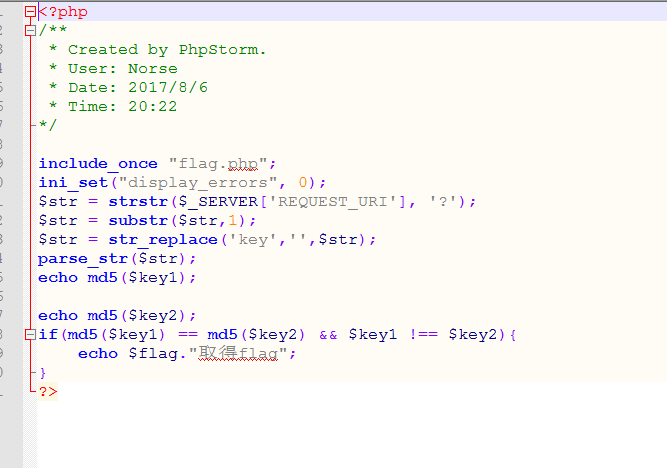 <?php
/**
 * Created by PhpStorm.
 * User: Norse
 * Date: 2017/8/6
 * Time: 20:22
*/
include_once "flag.php";
ini_set("display_errors", 0);
$str = strstr($_SERVER['REQUEST_URI'], '?');
$str = substr($str,1);
$str = str_replace('key','',$str);
parse_str($str);
echo md5($key1);
echo md5($key2);
if(md5($key1) == md5($key2) && $key1 !== $key2){
    echo $flag."取得flag";
}
?>